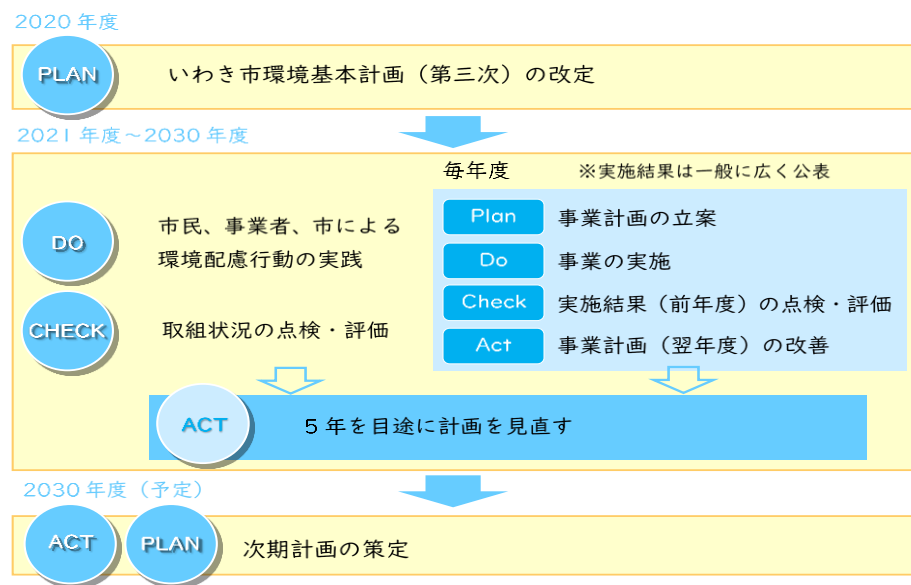 2020 年度
PLAN いわき市環境基本計画（第三次）の改定
2021 年度～2030 年度
毎年度 ※実施結果は一般に広く公表
DO
市民、事業者、市による
環境配慮行動の実践
CHECK 取組状況の点検・評価
Plan 事業計画の立案
Do 事業の実施
Check 実施結果（前年度）の点検・評価
Act 事業計画（翌年度）の改善
ACT 5 年を目途に計画を見直す
2030 年度（予定）
ACT PLAN 次期計画の策定